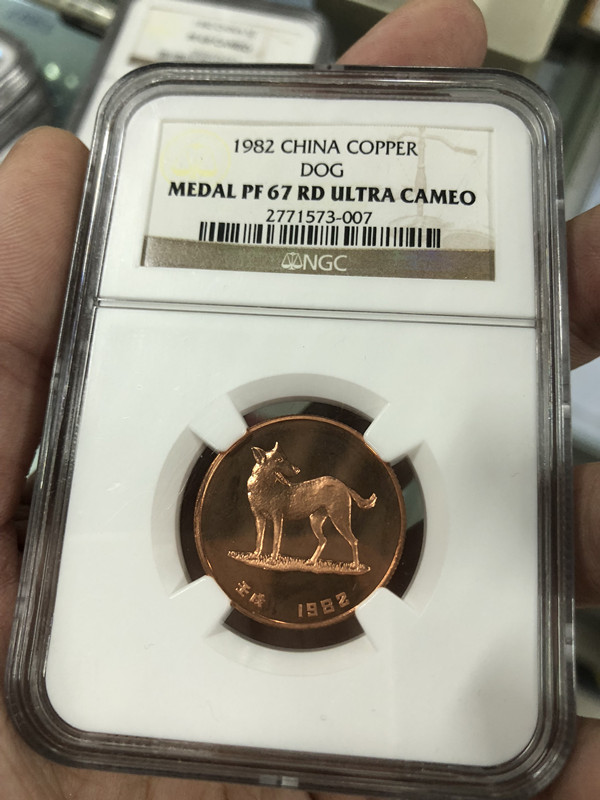 1982 CHINA COPPER
DOG
MEDAL PF 67 RD ULTRA CAMEO
2771573-007
NGC
壬戌 1982